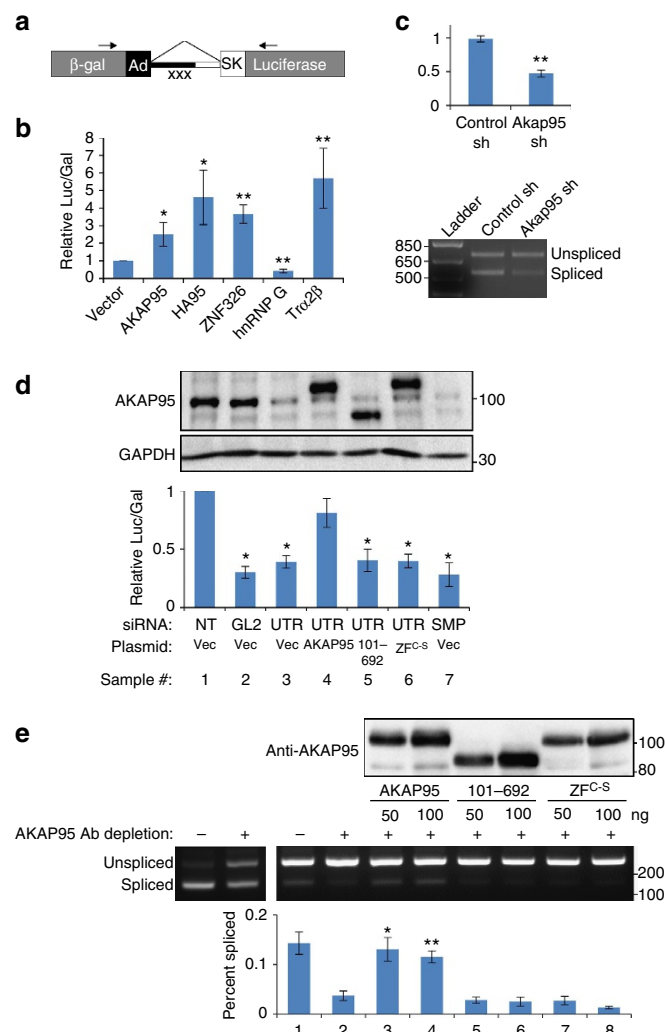 a
β-gal Ad SK Luciferase
xxx
b
Relative Luc/Gal
8
7
6
5
4
3
2
1
0
* * ** ** **
Vector AKAP95 HA95 ZNF326 hnRNP G Trα2β
c
1
0.5
0
**
Control sh Akap95 sh
Ladder Control sh Akap95 sh
850
650
500
Unspliced
Spliced
d
AKAP95
100
GAPDH
30
Relative Luc/Gal
1
0.5
0
* * * * *
siRNA: NT GL2 UTR UTR UTR UTR SMP
Plasmid: Vec Vec Vec AKAP95 101–692 ZFC-S Vec
Sample #: 1 2 3 4 5 6 7
e
Anti-AKAP95
100
80
AKAP95 101–692 ZFC-S
50 100 50 100 50 100 ng
AKAP95 Ab depletion: – + – + + + + + + +
Unspliced
Spliced
200
100
Percent spliced
0.2
0.1
0
* **
1 2 3 4 5 6 7 8